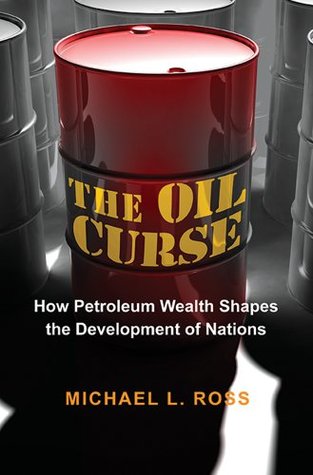 THE OIL
CURSE
How Petroleum Wealth Shapes
the Development of Nations
MICHAEL L. ROSS